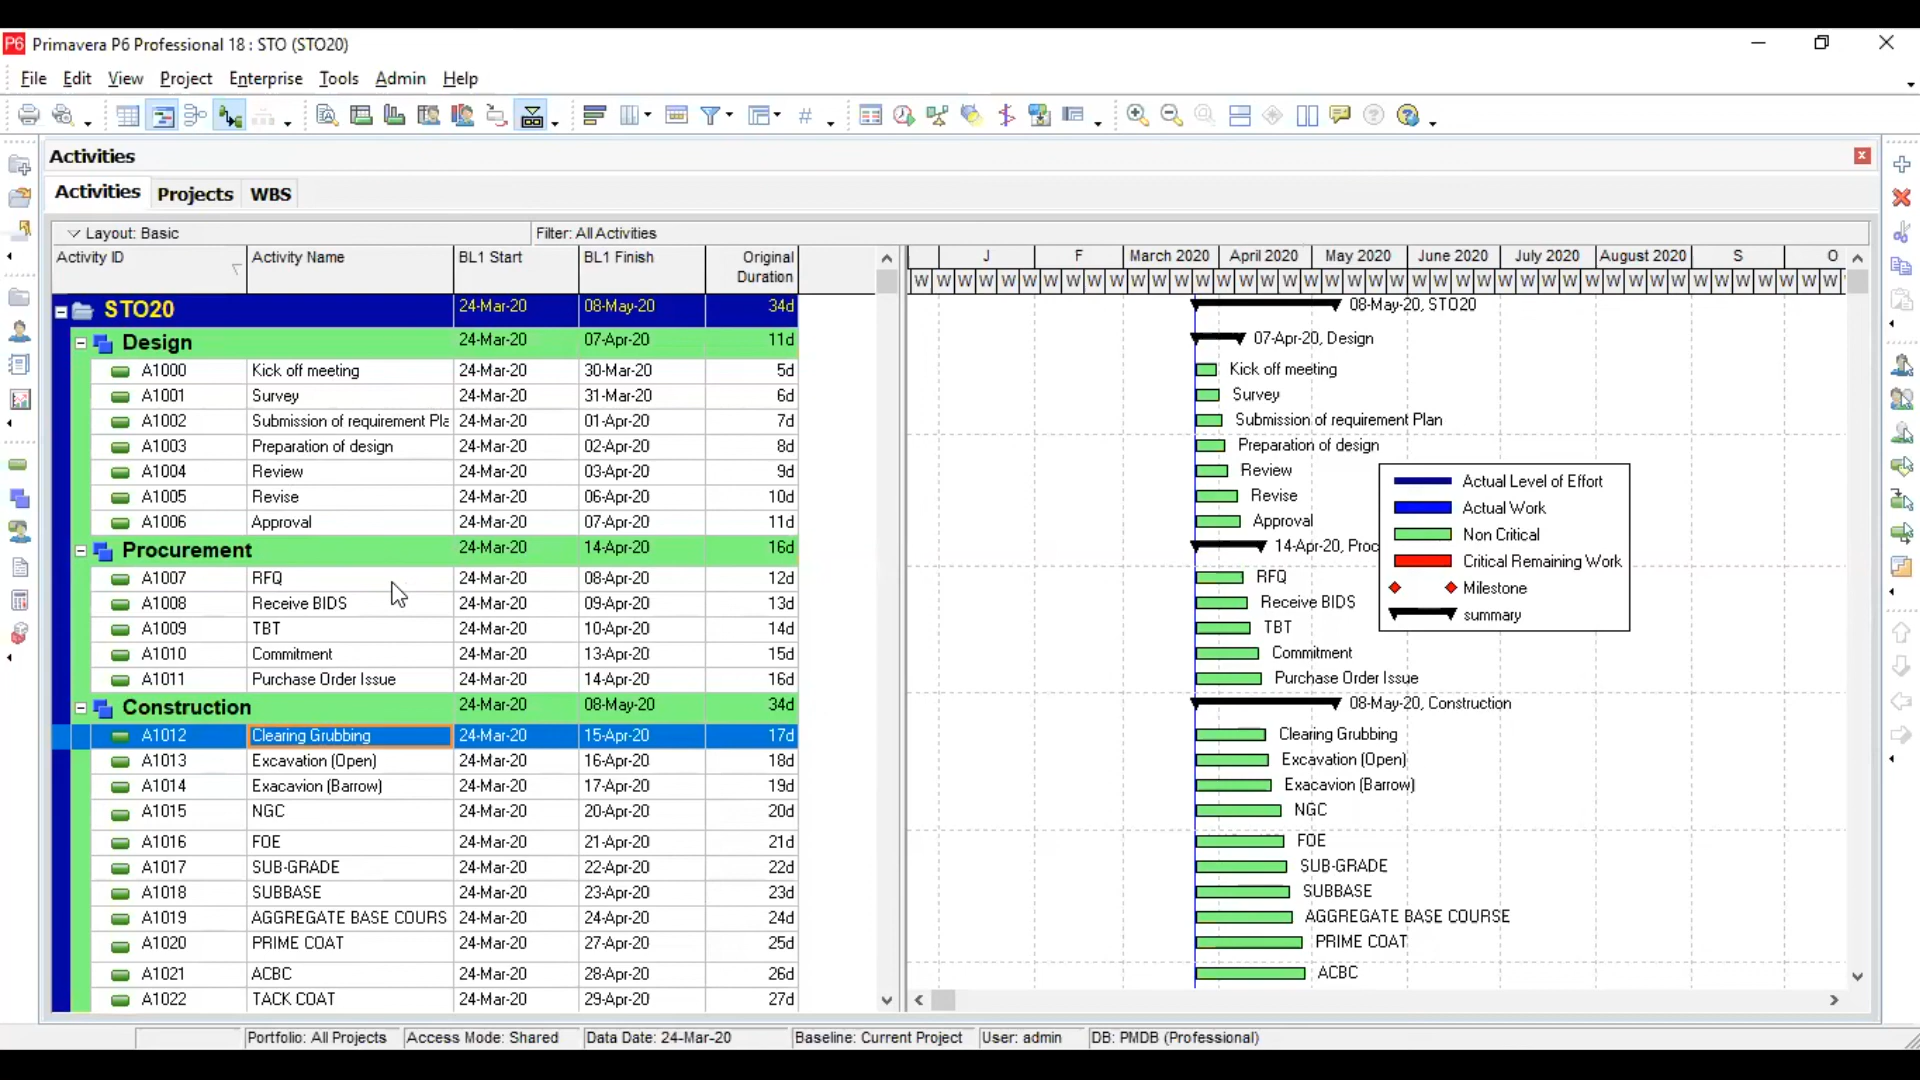 P6 Primavera P6 Professional 18 : STO (STO20)
File Edit View Project Enterprise Tools Admin Help
Activities
Activities Projects WBS
Layout: Basic Filter: All Activities
Activity ID Activity Name BL1 Start BL1 Finish Original Duration
J F March 2020 April 2020 May 2020 June 2020 July 2020 August 2020 S O
W W W W W W W W W W W W W W W W W W W W W W W W W W W W W W W W W W W W W W W W W
STO20 24-Mar-20 08-May-20 34d 08-May-20, STO20
Design 24-Mar-20 07-Apr-20 11d 07-Apr-20, Design
A1000 Kick off meeting 24-Mar-20 30-Mar-20 5d Kick off meeting
A1001 Survey 24-Mar-20 31-Mar-20 6d Survey
A1002 Submission of requirement Pla 24-Mar-20 01-Apr-20 7d Submission of requirement Plan
A1003 Preparation of design 24-Mar-20 02-Apr-20 8d Preparation of design
A1004 Review 24-Mar-20 03-Apr-20 9d Review
A1005 Revise 24-Mar-20 06-Apr-20 10d Revise
A1006 Approval 24-Mar-20 07-Apr-20 11d Approval
Procurement 24-Mar-20 14-Apr-20 16d 14-Apr-20, Proc
A1007 RFQ 24-Mar-20 08-Apr-20 12d RFQ
A1008 Receive BIDS 24-Mar-20 09-Apr-20 13d Receive BIDS
A1009 TBT 24-Mar-20 10-Apr-20 14d TBT
A1010 Commitment 24-Mar-20 13-Apr-20 15d Commitment
A1011 Purchase Order Issue 24-Mar-20 14-Apr-20 16d Purchase Order Issue
Construction 24-Mar-20 08-May-20 34d 08-May-20, Construction
A1012 Clearing Grubbing 24-Mar-20 15-Apr-20 17d Clearing Grubbing
A1013 Excavation (Open) 24-Mar-20 16-Apr-20 18d Excavation (Open)
A1014 Exacavion (Barrow) 24-Mar-20 17-Apr-20 19d Exacavion (Barrow)
A1015 NGC 24-Mar-20 20-Apr-20 20d NGC
A1016 FOE 24-Mar-20 21-Apr-20 21d FOE
A1017 SUB-GRADE 24-Mar-20 22-Apr-20 22d SUB-GRADE
A1018 SUBBASE 24-Mar-20 23-Apr-20 23d SUBBASE
A1019 AGGREGATE BASE COURS 24-Mar-20 24-Apr-20 24d AGGREGATE BASE COURSE
A1020 PRIME COAT 24-Mar-20 27-Apr-20 25d PRIME COAT
A1021 ACBC 24-Mar-20 28-Apr-20 26d ACBC
A1022 TACK COAT 24-Mar-20 29-Apr-20 27d
Actual Level of Effort
Actual Work
Non Critical
Critical Remaining Work
Milestone
summary
Portfolio: All Projects Access Mode: Shared Data Date: 24-Mar-20 Baseline: Current Project User: admin DB: PMDB (Professional)